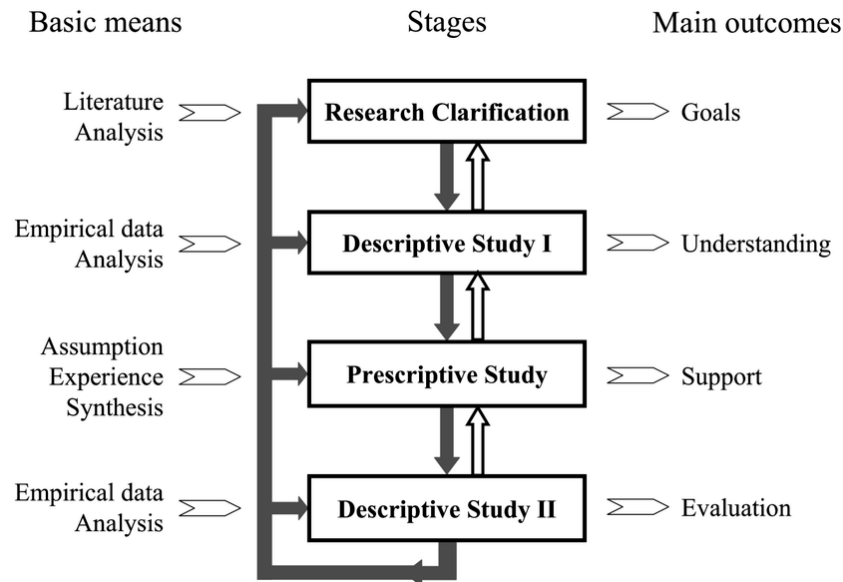 Basic means
Stages
Main outcomes
Literature
Analysis
Research Clarification
Goals
Empirical data
Analysis
Descriptive Study I
Understanding
Assumption
Experience
Synthesis
Prescriptive Study
Support
Empirical data
Analysis
Descriptive Study II
Evaluation